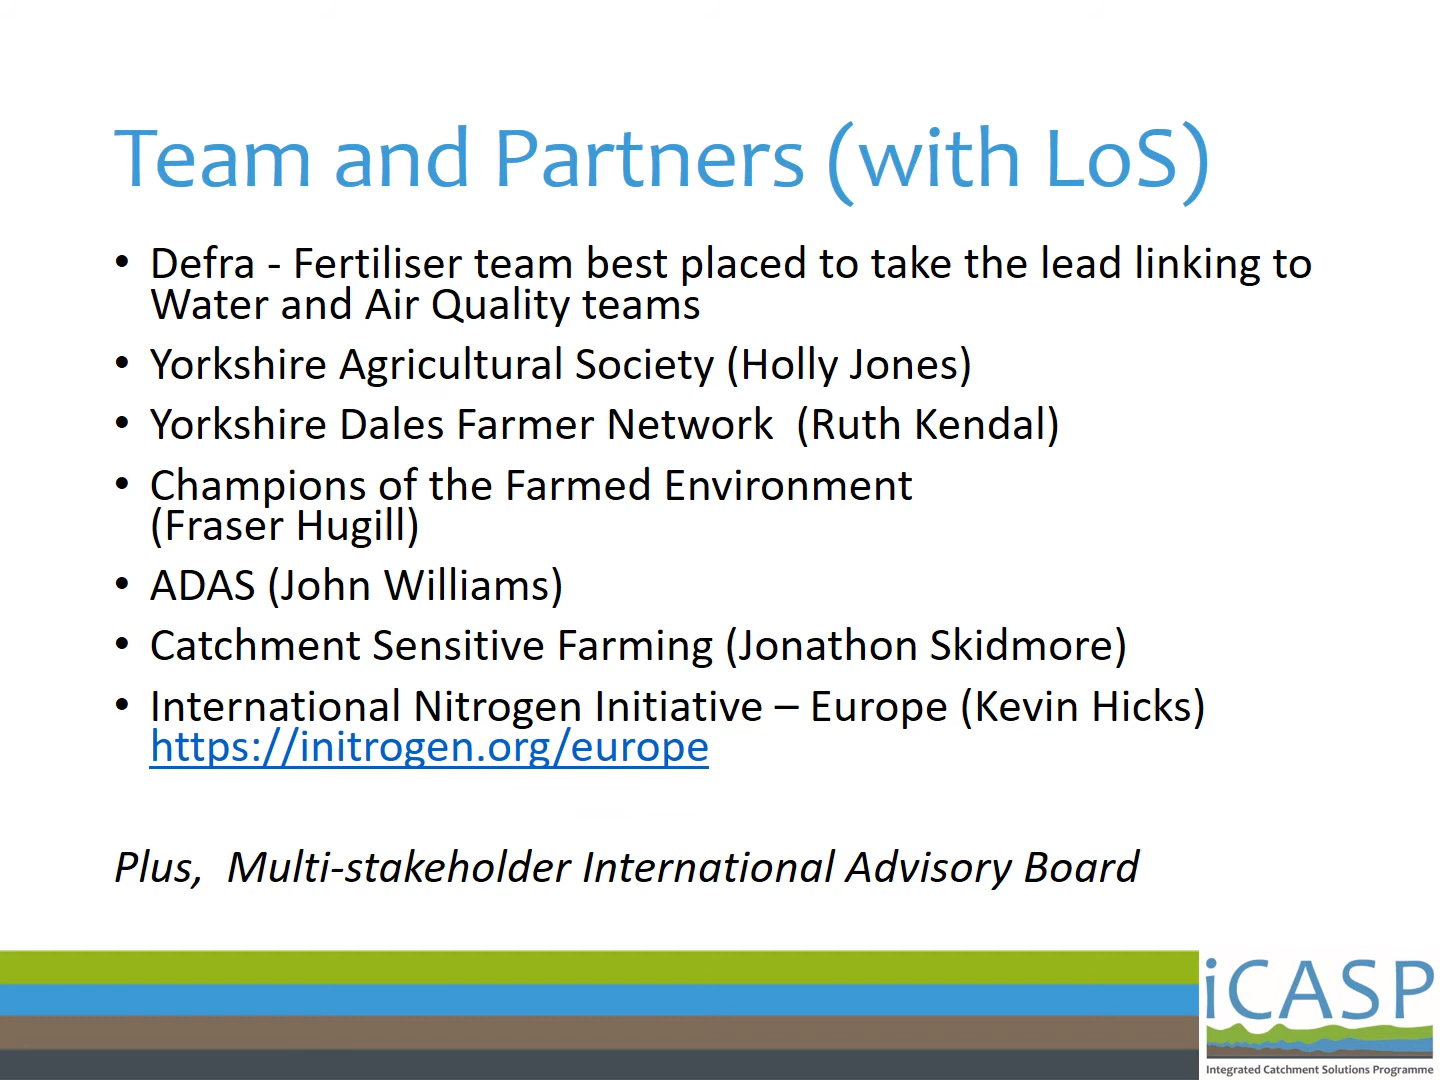 Team and Partners (with LoS)
• Defra - Fertiliser team best placed to take the lead linking to
Water and Air Quality teams
• Yorkshire Agricultural Society (Holly Jones)
• Yorkshire Dales Farmer Network  (Ruth Kendal)
• Champions of the Farmed Environment
(Fraser Hugill)
• ADAS (John Williams)
• Catchment Sensitive Farming (Jonathon Skidmore)
• International Nitrogen Initiative – Europe (Kevin Hicks)
https://initrogen.org/europe
Plus,  Multi-stakeholder International Advisory Board
iCASP
Integrated Catchment Solutions Programme